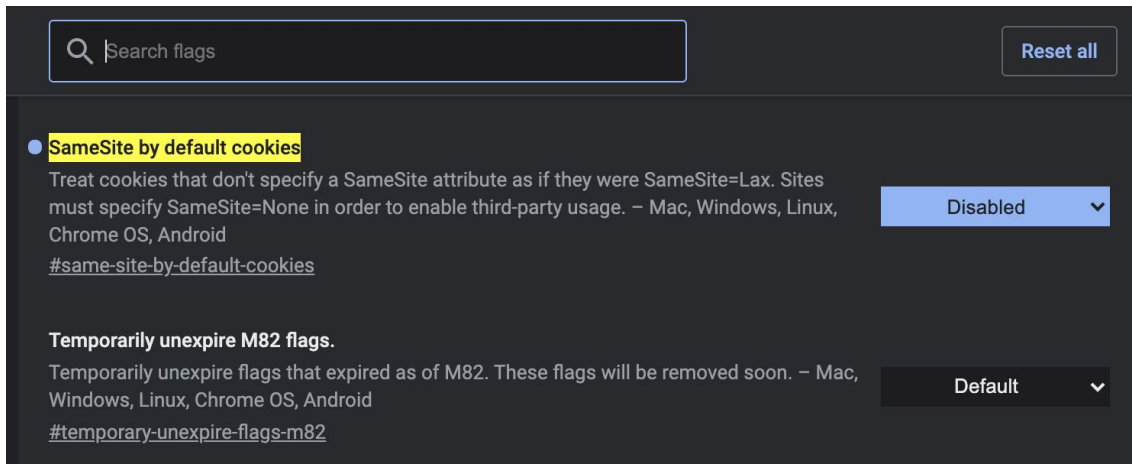 Search flags
Reset all
SameSite by default cookies
Treat cookies that don't specify a SameSite attribute as if they were SameSite=Lax. Sites
must specify SameSite=None in order to enable third-party usage. – Mac, Windows, Linux,
Chrome OS, Android
#same-site-by-default-cookies
Disabled
Temporarily unexpire M82 flags.
Temporarily unexpire flags that expired as of M82. These flags will be removed soon. – Mac,
Windows, Linux, Chrome OS, Android
#temporary-unexpire-flags-m82
Default